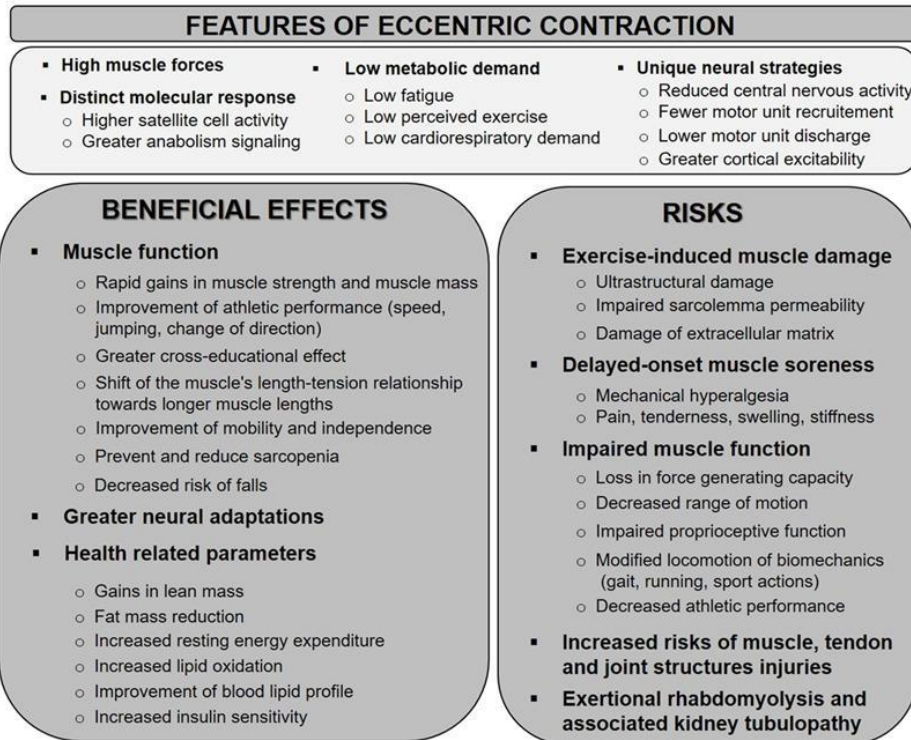 FEATURES OF ECCENTRIC CONTRACTION
▪ High muscle forces
▪ Distinct molecular response
○ Higher satellite cell activity
○ Greater anabolism signaling
▪ Low metabolic demand
○ Low fatigue
○ Low perceived exercise
○ Low cardiorespiratory demand
▪ Unique neural strategies
○ Reduced central nervous activity
○ Fewer motor unit recruitement
○ Lower motor unit discharge
○ Greater cortical excitability
BENEFICIAL EFFECTS
▪ Muscle function
○ Rapid gains in muscle strength and muscle mass
○ Improvement of athletic performance (speed,
jumping, change of direction)
○ Greater cross-educational effect
○ Shift of the muscle's length-tension relationship
towards longer muscle lengths
○ Improvement of mobility and independence
○ Prevent and reduce sarcopenia
○ Decreased risk of falls
▪ Greater neural adaptations
▪ Health related parameters
○ Gains in lean mass
○ Fat mass reduction
○ Increased resting energy expenditure
○ Increased lipid oxidation
○ Improvement of blood lipid profile
○ Increased insulin sensitivity
RISKS
▪ Exercise-induced muscle damage
○ Ultrastructural damage
○ Impaired sarcolemma permeability
○ Damage of extracellular matrix
▪ Delayed-onset muscle soreness
○ Mechanical hyperalgesia
○ Pain, tenderness, swelling, stiffness
▪ Impaired muscle function
○ Loss in force generating capacity
○ Decreased range of motion
○ Impaired proprioceptive function
○ Modified locomotion of biomechanics
(gait, running, sport actions)
○ Decreased athletic performance
▪ Increased risks of muscle, tendon
and joint structures injuries
▪ Exertional rhabdomyolysis and
associated kidney tubulopathy